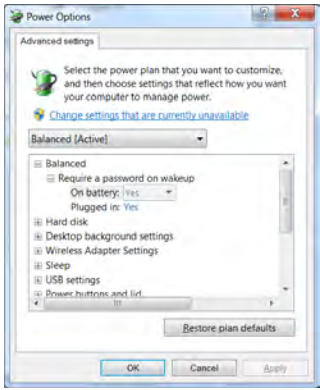 Power Options
Advanced settings
Select the power plan that you want to customize,
and then choose settings that reflect how you want
your computer to manage power.
Change settings that are currently unavailable
Balanced [Active]
Balanced
Require a password on wakeup
On battery: Yes
Plugged in: Yes
Hard disk
Desktop background settings
Wireless Adapter Settings
Sleep
USB settings
Power buttons and lid
Restore plan defaults
OK
Cancel
Apply